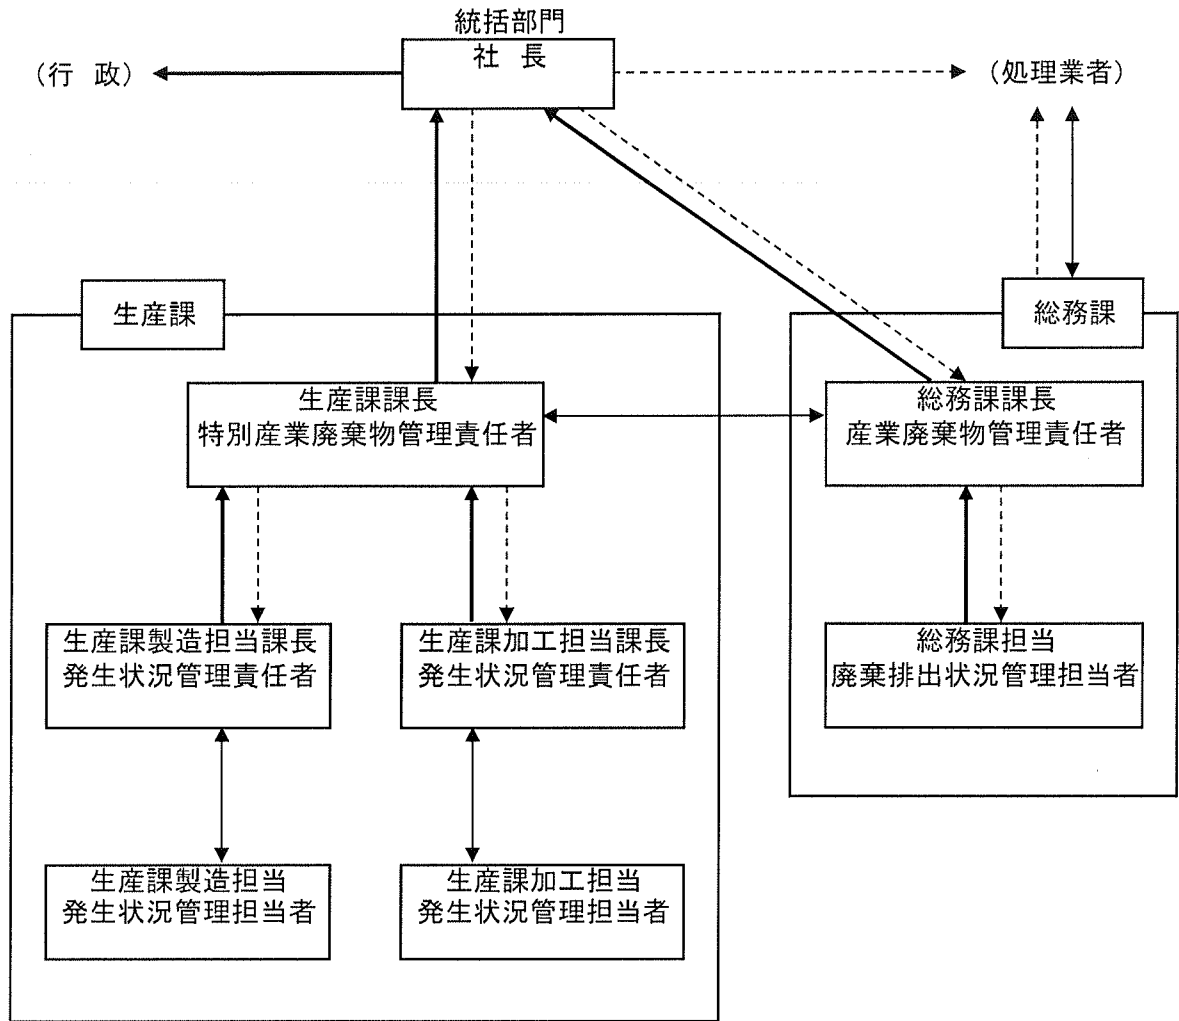 統括部門
社 長
(行 政)
(処理業者)
生産課
総務課
生産課課長
特別産業廃棄物管理責任者
総務課課長
産業廃棄物管理責任者
生産課製造担当課長
発生状況管理責任者
生産課加工担当課長
発生状況管理責任者
総務課担当
廃棄排出状況管理担当者
生産課製造担当
発生状況管理担当者
生産課加工担当
発生状況管理担当者